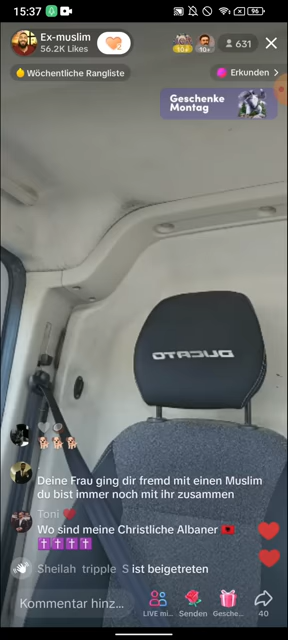 15:37
96
Ex-muslim
56.2K Likes
10+
631
Wöchentliche Rangliste
Erkunden >
Geschenke
Montag
DUCATO
Deine Frau ging dir fremd mit einen Muslim
du bist immer noch mit ihr zusammen
Toni
Wo sind meine Christliche Albaner
Sheilah tripple S ist beigetreten
Kommentar hinz...
LIVE mi...
Senden
Gesche...
40